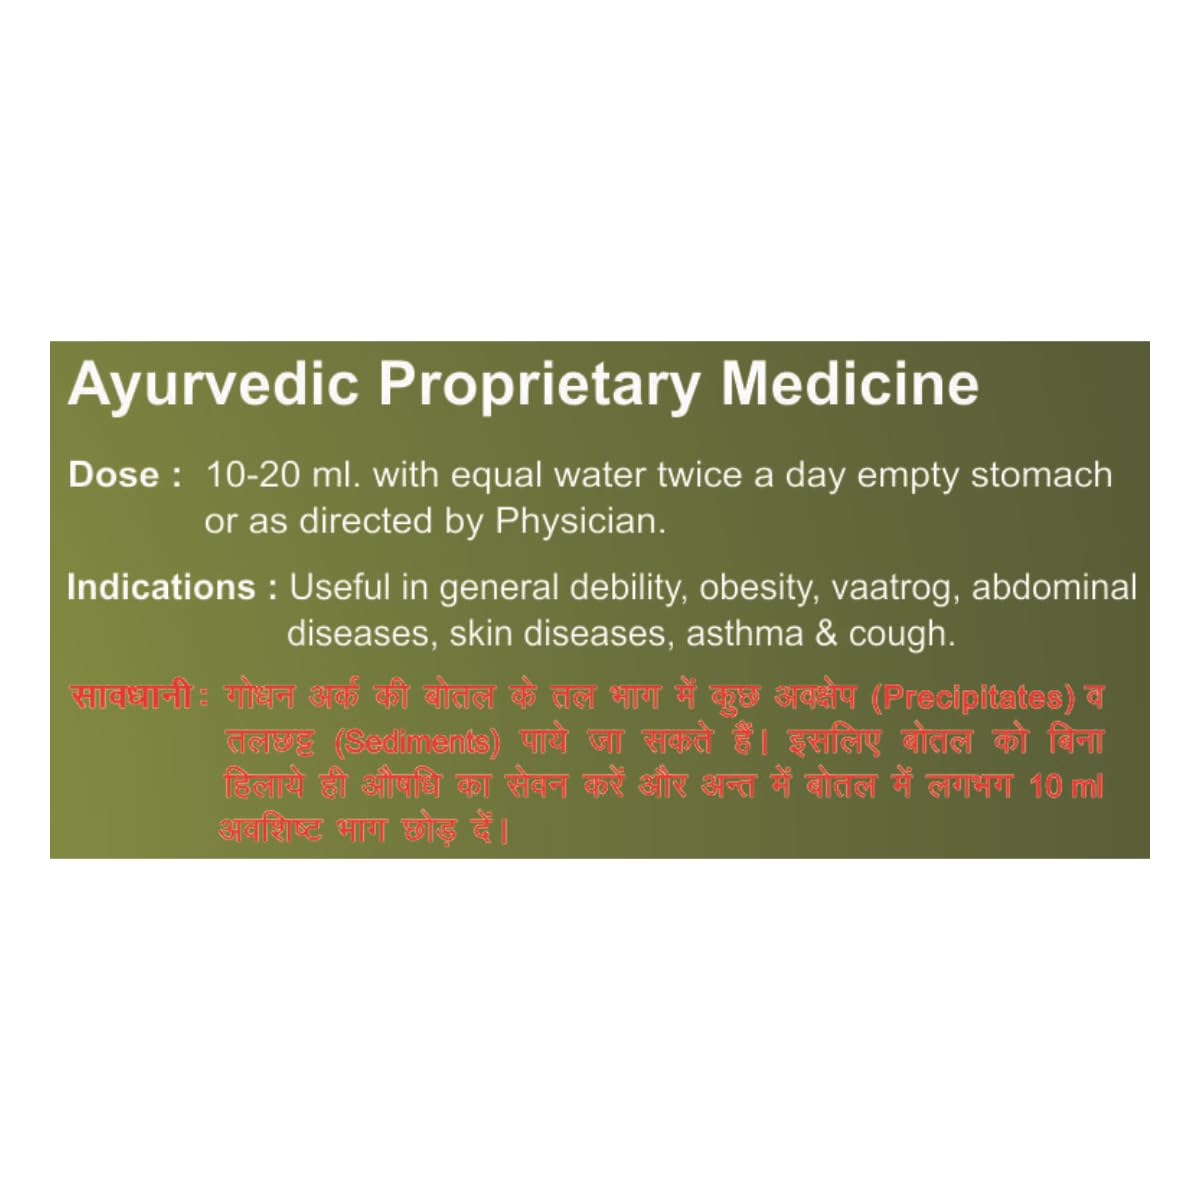 Ayurvedic Proprietary Medicine
Dose : 10-20 ml. with equal water twice a day empty stomach
or as directed by Physician.
Indications : Useful in general debility, obesity, vaatrog, abdominal
diseases, skin diseases, asthma & cough.
सावधानी : गोधन अर्क की बोतल के तल भाग में कुछ अवक्षेप (Precipitates) व
तलछट्ट (Sediments) पाये जा सकते हैं। इसलिए बोतल को बिना
हिलाये ही औषधि का सेवन करें और अन्त में बोतल में लगभग 10 ml
अवशिष्ट भाग छोड़ दें।